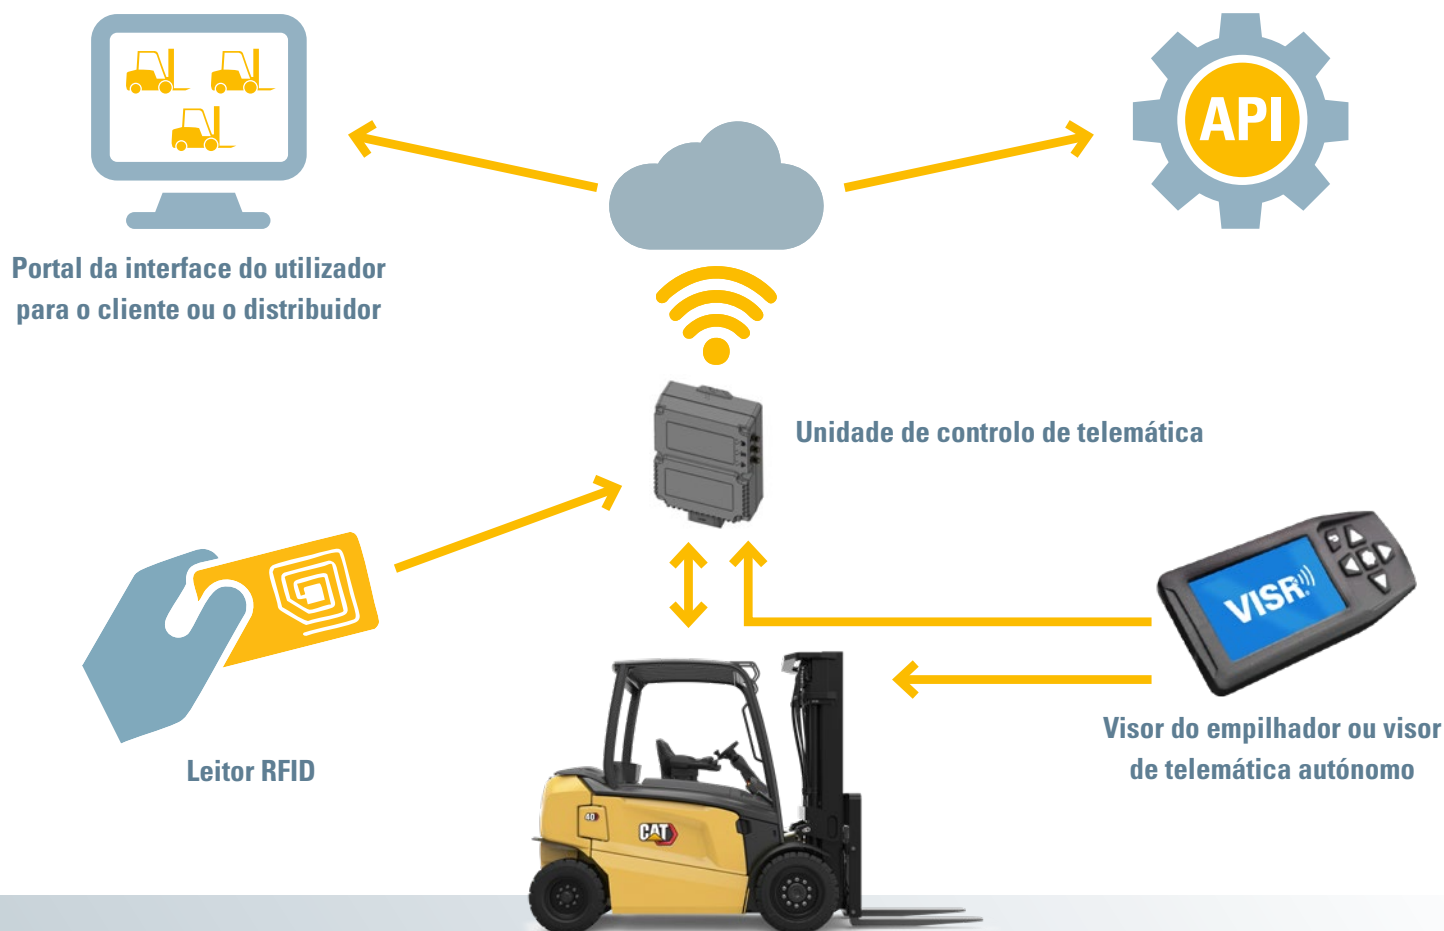 API
Portal da interface do utilizador
para o cliente ou o distribuidor
Unidade de controlo de telemática
VISR
Visor do empilhador ou visor
de telemática autónomo
Leitor RFID
40
CAT